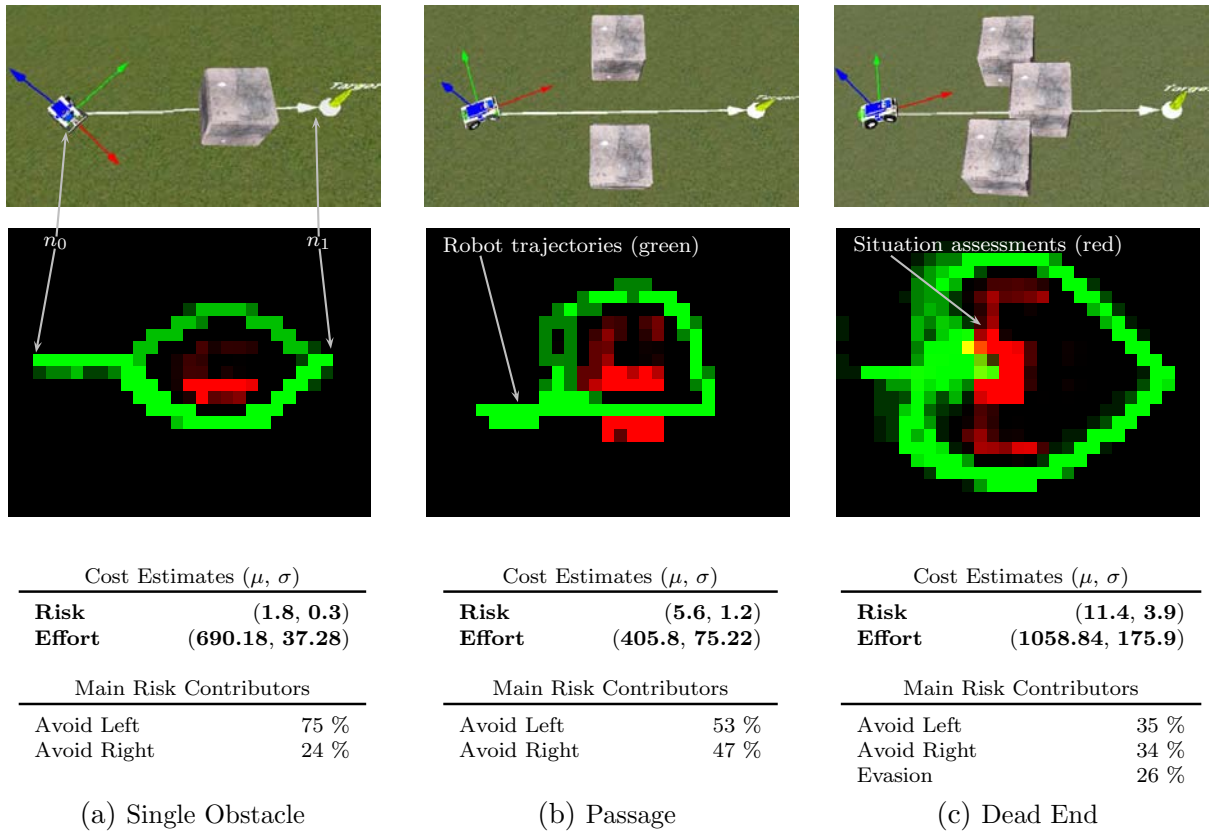 Target
Target
Target
n0
n1
Robot trajectories (green)
Situation assessments (red)
Cost Estimates (μ, σ)
Risk (1.8, 0.3)
Effort (690.18, 37.28)
Main Risk Contributors
Avoid Left 75 %
Avoid Right 24 %
(a) Single Obstacle
Cost Estimates (μ, σ)
Risk (5.6, 1.2)
Effort (405.8, 75.22)
Main Risk Contributors
Avoid Left 53 %
Avoid Right 47 %
(b) Passage
Cost Estimates (μ, σ)
Risk (11.4, 3.9)
Effort (1058.84, 175.9)
Main Risk Contributors
Avoid Left 35 %
Avoid Right 34 %
Evasion 26 %
(c) Dead End